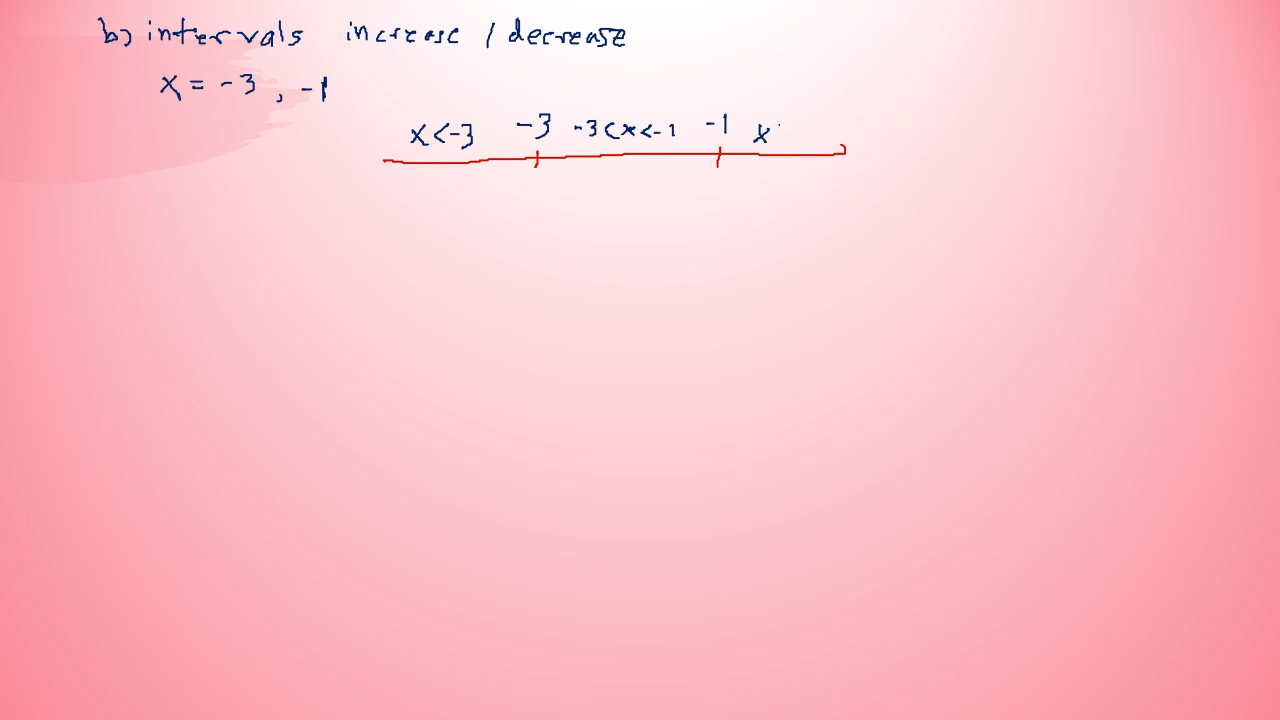 b) intervals increase / decrease
x = -3 , -1
x<-3 -3 -3<x<-1 -1 x